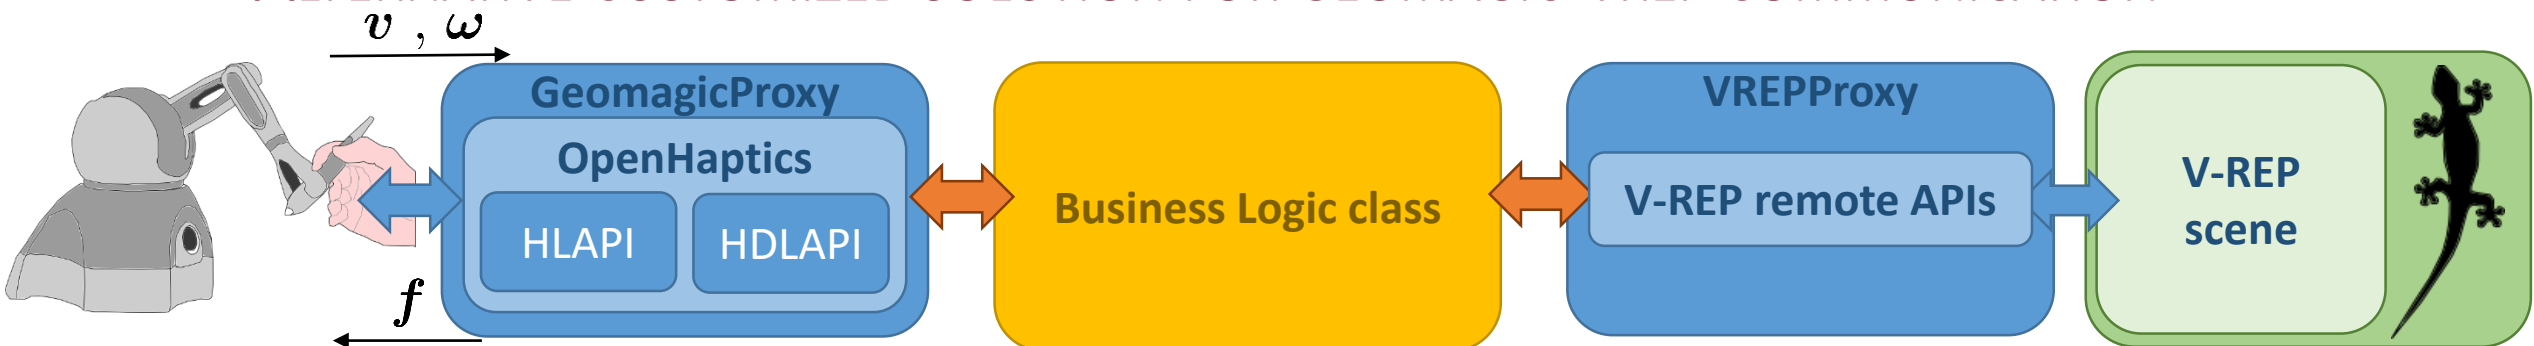 v , ω
GeomagicProxy
OpenHaptics
HLAPI
HDLAPI
f
Business Logic class
VREPProxy
V-REP remote APIs
V-REP
scene